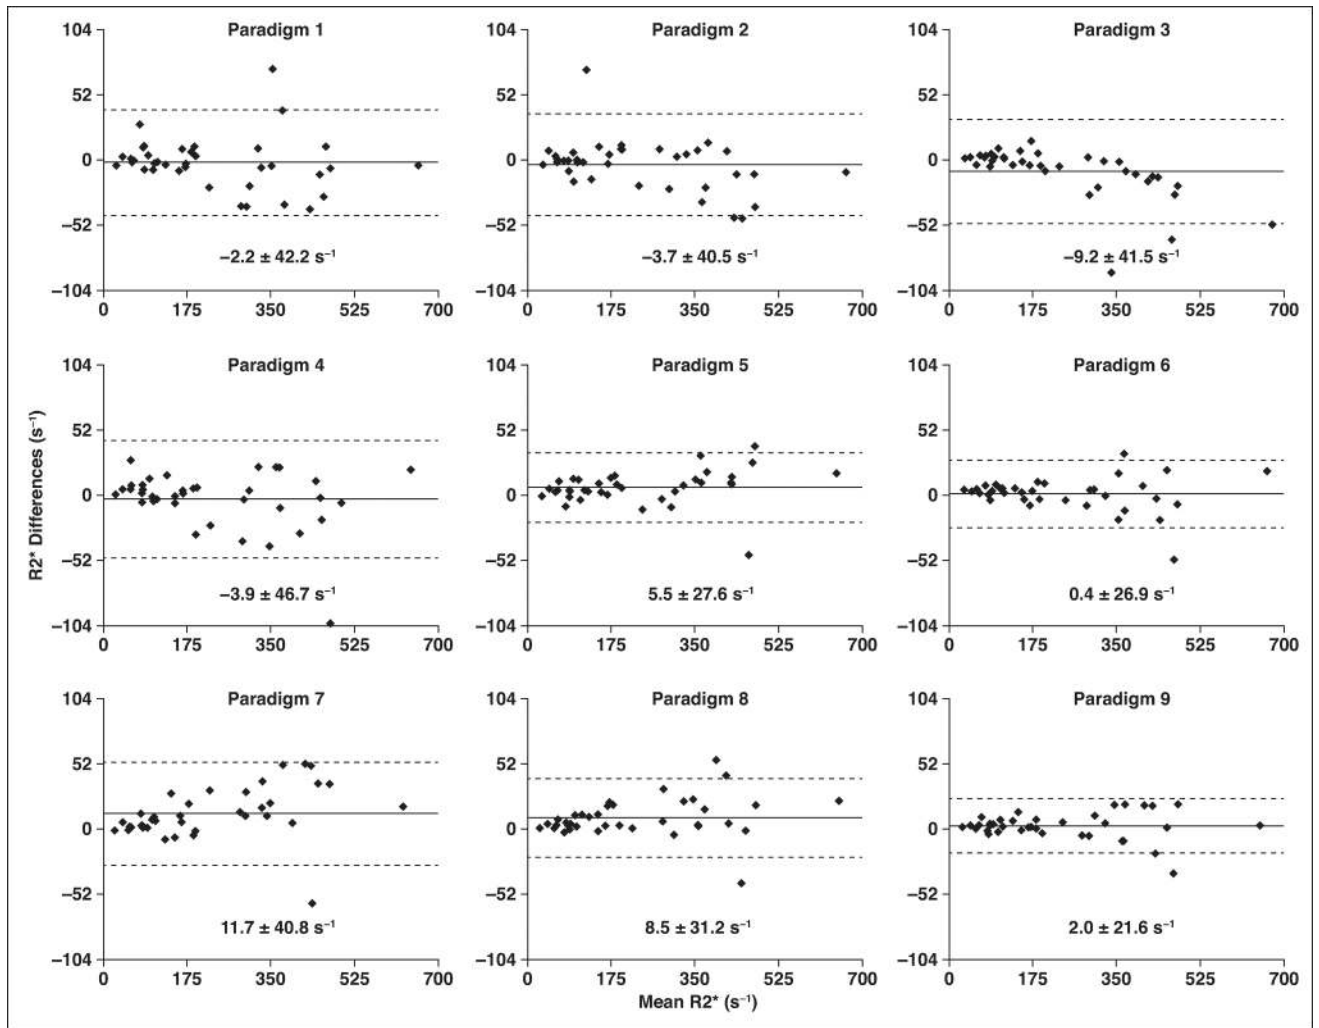 Paradigm 1
104
52
0
−52
−104
−2.2 ± 42.2 s⁻¹
0 175 350 525 700
Paradigm 2
104
52
0
−52
−104
−3.7 ± 40.5 s⁻¹
0 175 350 525 700
Paradigm 3
104
52
0
−52
−104
−9.2 ± 41.5 s⁻¹
0 175 350 525 700
R2* Differences (s⁻¹)
Paradigm 4
104
52
0
−52
−104
−3.9 ± 46.7 s⁻¹
0 175 350 525 700
Paradigm 5
104
52
0
−52
−104
5.5 ± 27.6 s⁻¹
0 175 350 525 700
Paradigm 6
104
52
0
−52
−104
0.4 ± 26.9 s⁻¹
0 175 350 525 700
Paradigm 7
104
52
0
−52
−104
11.7 ± 40.8 s⁻¹
0 175 350 525 700
Paradigm 8
104
52
0
−52
−104
8.5 ± 31.2 s⁻¹
0 175 350 525 700
Paradigm 9
104
52
0
−52
−104
2.0 ± 21.6 s⁻¹
0 175 350 525 700
Mean R2* (s⁻¹)